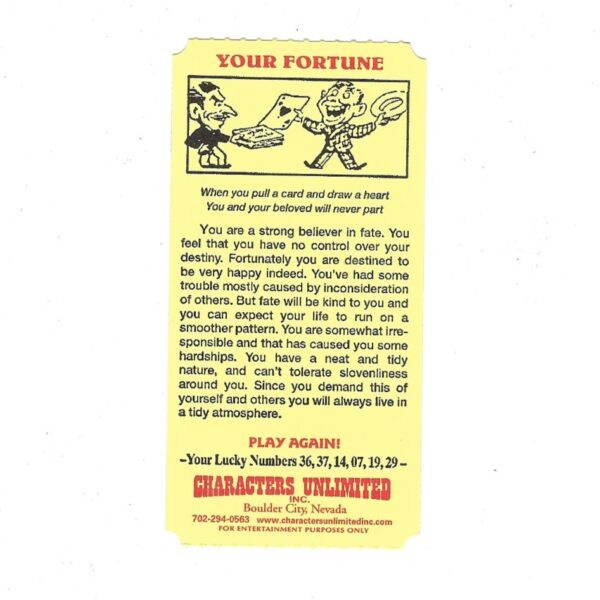 YOUR FORTUNE
When you pull a card and draw a heart
You and your beloved will never part
You are a strong believer in fate. You
feel that you have no control over your
destiny. Fortunately you are destined to
be very happy indeed. You've had some
trouble mostly caused by inconsideration
of others. But fate will be kind to you and
you can expect your life to run on a
smoother pattern. You are somewhat irre-
sponsible and that has caused you some
hardships. You have a neat and tidy
nature, and can't tolerate slovenliness
around you. Since you demand this of
yourself and others you will always live in
a tidy atmosphere.
PLAY AGAIN!
–Your Lucky Numbers 36, 37, 14, 07, 19, 29 –
CHARACTERS UNLIMITED
INC.
Boulder City, Nevada
702-294-0563 www.charactersunlimitedinc.com
FOR ENTERTAINMENT PURPOSES ONLY